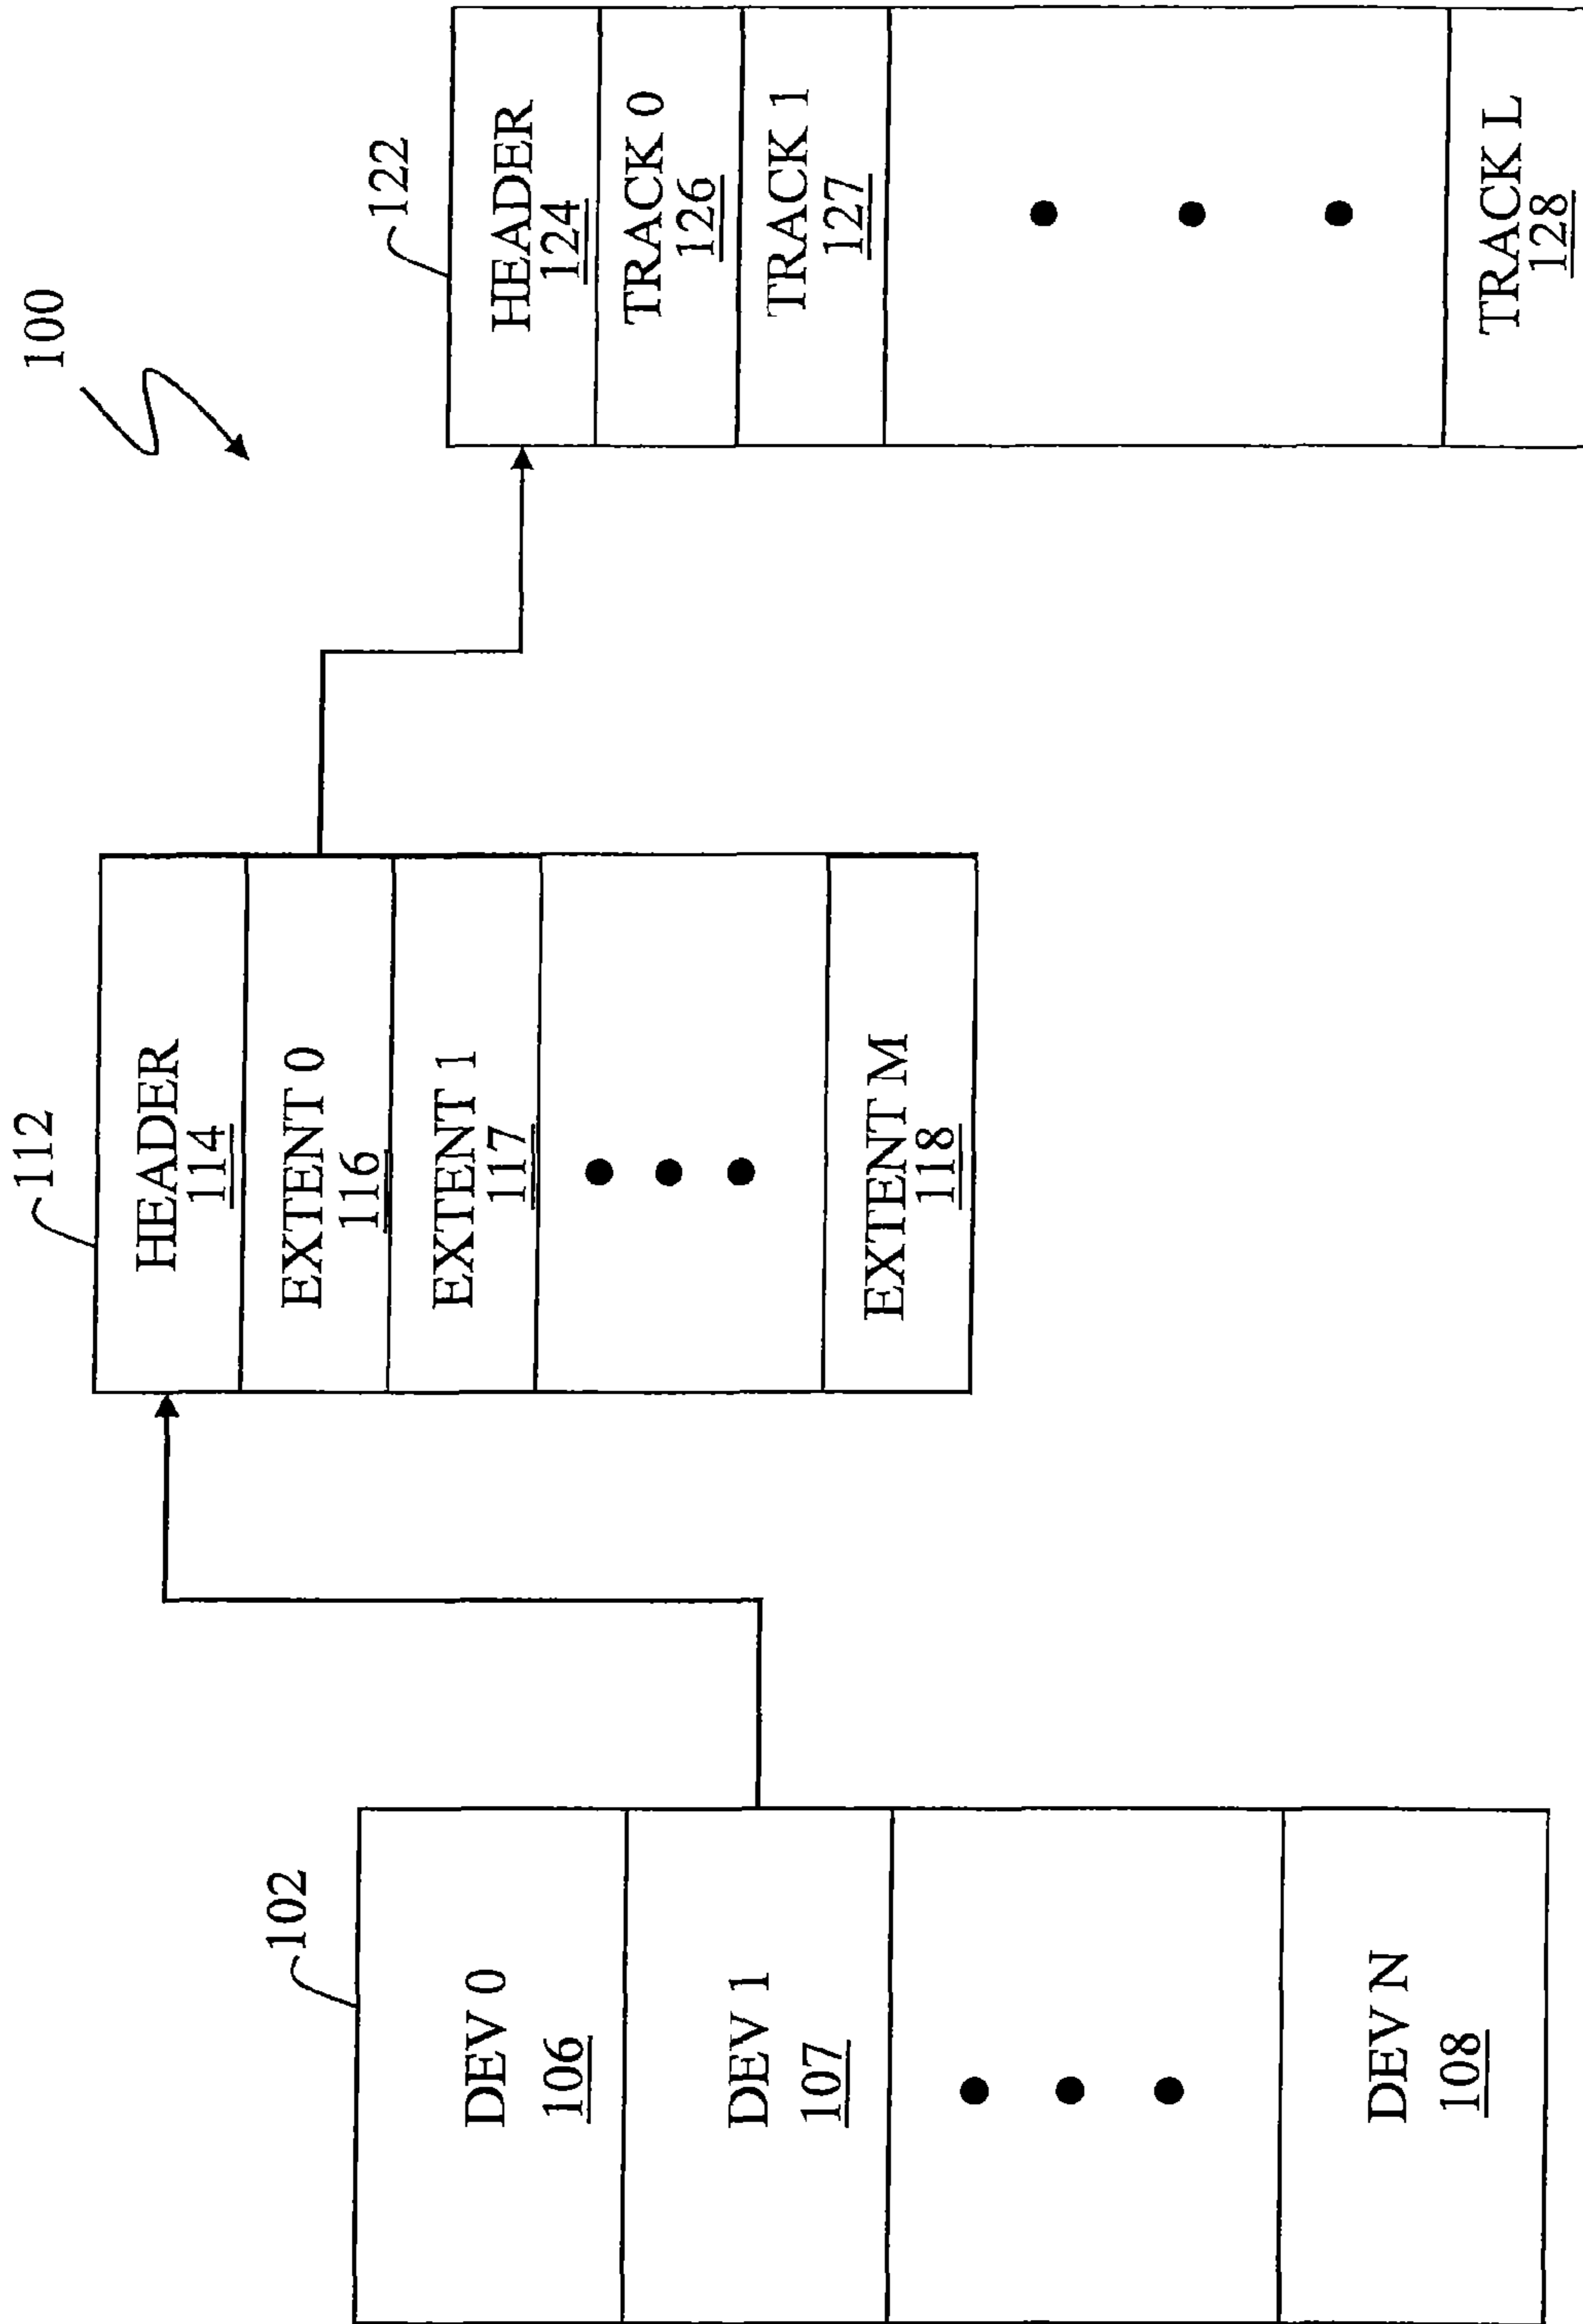 100
102
DEV 0
106
DEV 1
107
DEV N
108
112
HEADER
114
EXTENT 0
116
EXTENT 1
117
EXTENT M
118
122
HEADER
124
TRACK 0
126
TRACK 1
127
TRACK L
128